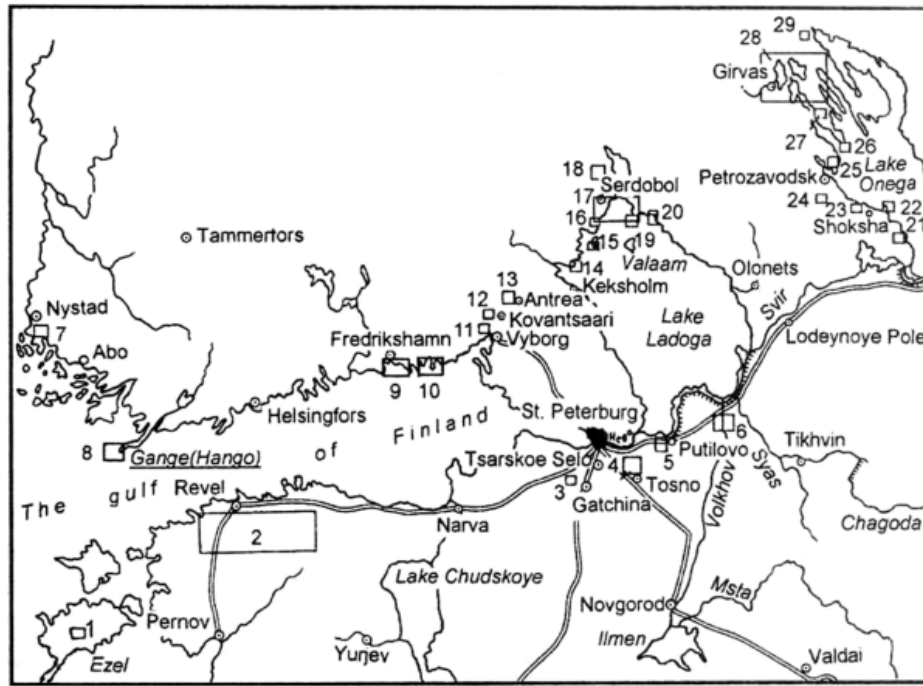 29
28
Girvas
27
26
25
Lake
Onega
Petrozavodsk
24
23
22
Shoksha
21
18
Serdobol
17
16
20
15
19
Valaam
14
Keksholm
Olonets
Svir
Lodeynoye Pole
Lake
Ladoga
Tammertors
13
Antrea
12
Kovantsaari
11
Vyborg
Nystad
7
Abo
Fredrikshamn
9
10
Helsingfors
8
Gange(Hango)
The gulf of Finland
St. Peterburg
Tsarskoe Selo
4
3
Gatchina
Tosno
5
Putilovo
6
Syas
Volkhov
Tikhvin
Chagoda
Revel
2
Narva
Lake Chudskoye
Novgorod
Msta
Ilmen
Valdai
Pernov
Yurjev
1
Ezel